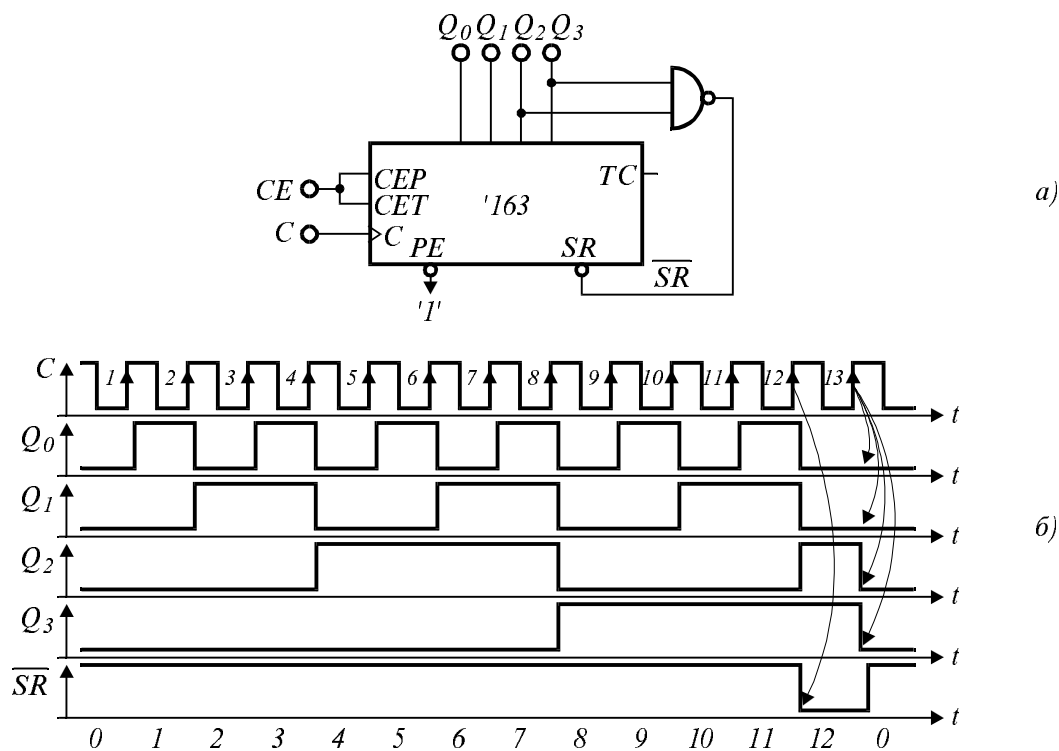 Q0 Q1 Q2 Q3
CE CEP TC
CET '163
C C
PE SR SR
'1'
а)
C 1 2 3 4 5 6 7 8 9 10 11 12 13 t
Q0 t
Q1 t
б)
Q2 t
Q3 t
SR t
0 1 2 3 4 5 6 7 8 9 10 11 12 0